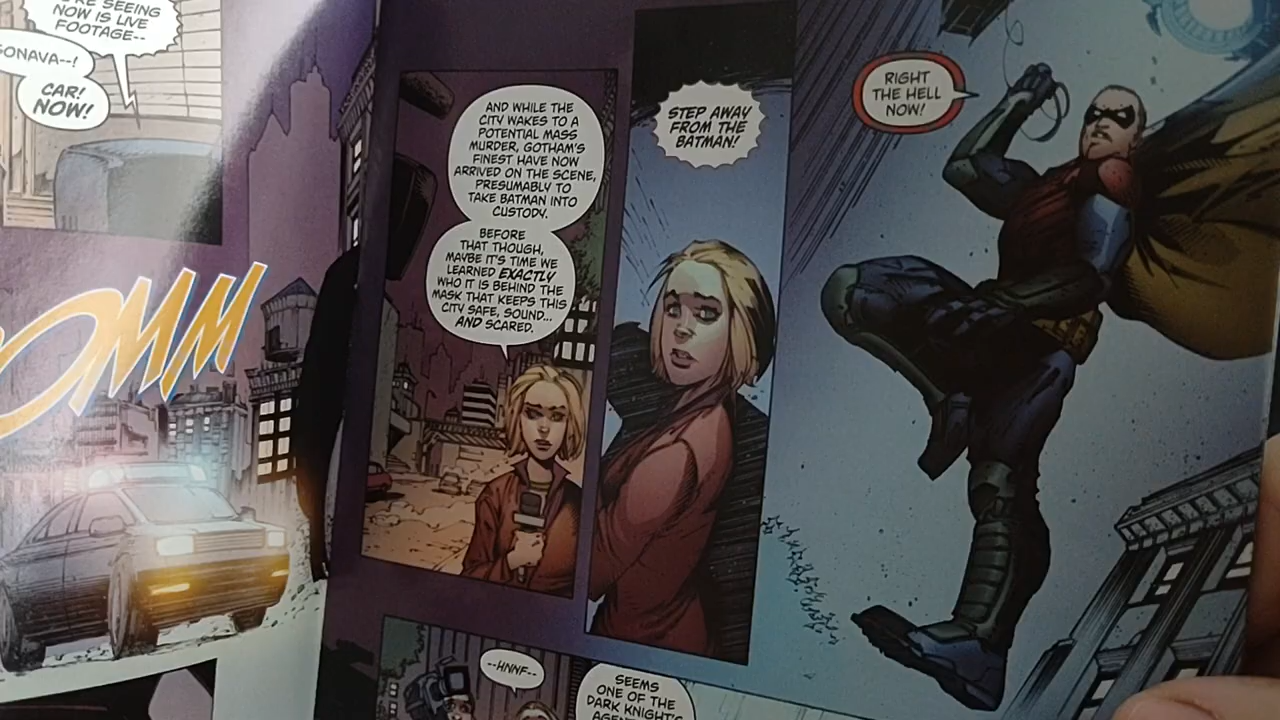 SEEING
NOW IS LIVE
FOOTAGE--
CAR!
NOW!
OMM
AND WHILE THE
CITY WAKES TO A
POTENTIAL MASS
MURDER, GOTHAM'S
FINEST HAVE NOW
ARRIVED ON THE SCENE,
PRESUMABLY TO
TAKE BATMAN INTO
CUSTODY.
BEFORE
THAT THOUGH,
MAYBE IT'S TIME WE
LEARNED EXACTLY
WHO IT IS BEHIND THE
MASK THAT KEEPS THIS
CITY SAFE, SOUND...
AND SCARED.
STEP AWAY
FROM THE
BATMAN!
RIGHT
THE HELL
NOW!
--HNNF--
SEEMS
ONE OF THE
DARK KNIGHT'S